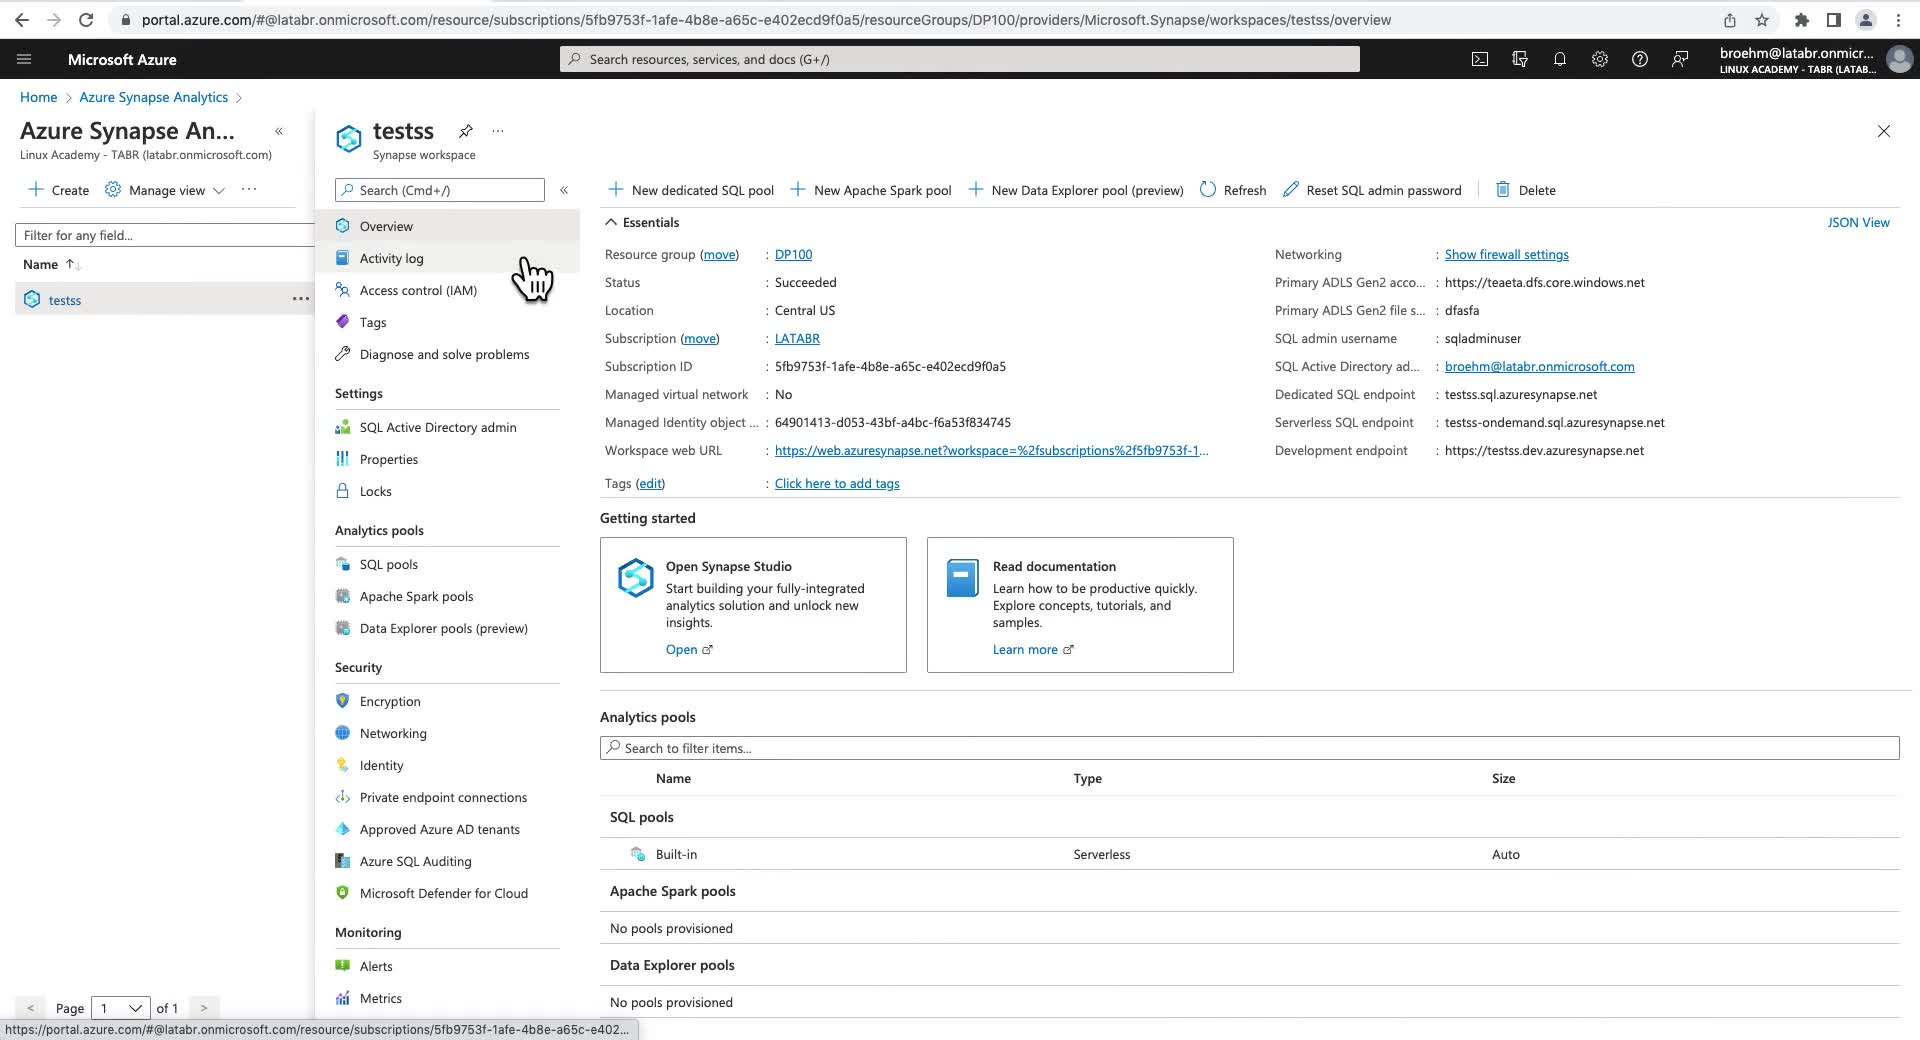 portal.azure.com/#@latabr.onmicrosoft.com/resource/subscriptions/5fb9753f-1afe-4b8e-a65c-e402ecd9f0a5/resourceGroups/DP100/providers/Microsoft.Synapse/workspaces/testss/overview
Microsoft Azure
Search resources, services, and docs (G+/)
broehm@latabr.onmicr...
LINUX ACADEMY - TABR (LATAB...
Home > Azure Synapse Analytics >
Azure Synapse An... «
Linux Academy - TABR (latabr.onmicrosoft.com)
+ Create Manage view ...
Filter for any field...
Name ↑↓
testss ...
Page 1 of 1
https://portal.azure.com/#@latabr.onmicrosoft.com/resource/subscriptions/5fb9753f-1afe-4b8e-a65c-e402...
testss ...
Synapse workspace
Search (Cmd+/) «
Overview
Activity log
Access control (IAM)
Tags
Diagnose and solve problems
Settings
SQL Active Directory admin
Properties
Locks
Analytics pools
SQL pools
Apache Spark pools
Data Explorer pools (preview)
Security
Encryption
Networking
Identity
Private endpoint connections
Approved Azure AD tenants
Azure SQL Auditing
Microsoft Defender for Cloud
Monitoring
Alerts
Metrics
+ New dedicated SQL pool + New Apache Spark pool + New Data Explorer pool (preview) Refresh Reset SQL admin password Delete
Essentials JSON View
Resource group (move) : DP100
Status : Succeeded
Location : Central US
Subscription (move) : LATABR
Subscription ID : 5fb9753f-1afe-4b8e-a65c-e402ecd9f0a5
Managed virtual network : No
Managed Identity object ... : 64901413-d053-43bf-a4bc-f6a53f834745
Workspace web URL : https://web.azuresynapse.net?workspace=%2fsubscriptions%2f5fb9753f-1...
Tags (edit) : Click here to add tags
Networking : Show firewall settings
Primary ADLS Gen2 acco... : https://teaeta.dfs.core.windows.net
Primary ADLS Gen2 file s... : dfasfa
SQL admin username : sqladminuser
SQL Active Directory ad... : broehm@latabr.onmicrosoft.com
Dedicated SQL endpoint : testss.sql.azuresynapse.net
Serverless SQL endpoint : testss-ondemand.sql.azuresynapse.net
Development endpoint : https://testss.dev.azuresynapse.net
Getting started
Open Synapse Studio
Start building your fully-integrated
analytics solution and unlock new
insights.
Open
Read documentation
Learn how to be productive quickly.
Explore concepts, tutorials, and
samples.
Learn more
Analytics pools
Search to filter items...
Name Type Size
SQL pools
Built-in Serverless Auto
Apache Spark pools
No pools provisioned
Data Explorer pools
No pools provisioned